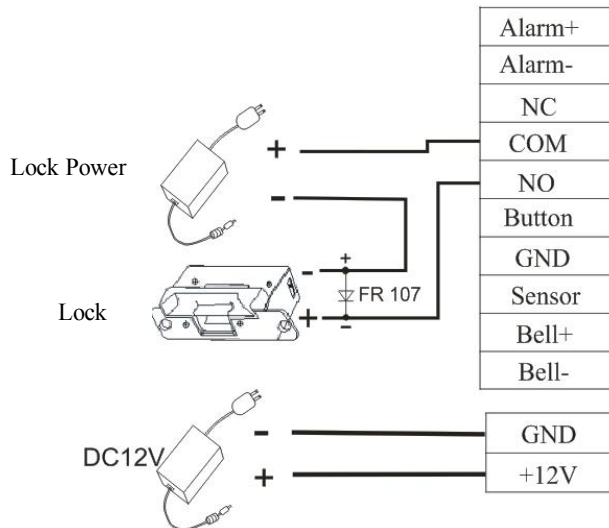 Alarm+
Alarm-
NC
COM
NO
Button
GND
Sensor
Bell+
Bell-
Lock Power
+
-
Lock
-
+
+
FR 107
-
DC12V
-
+
GND
+12V